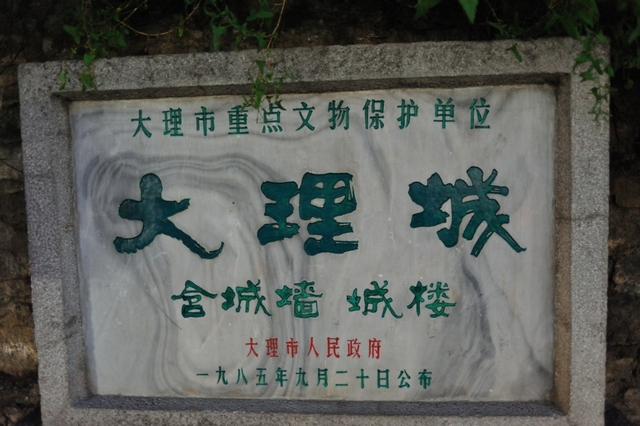 大理市重点文物保护单位
大理城
含城墙 城楼
大理市人民政府
一九八五年九月二十日公布